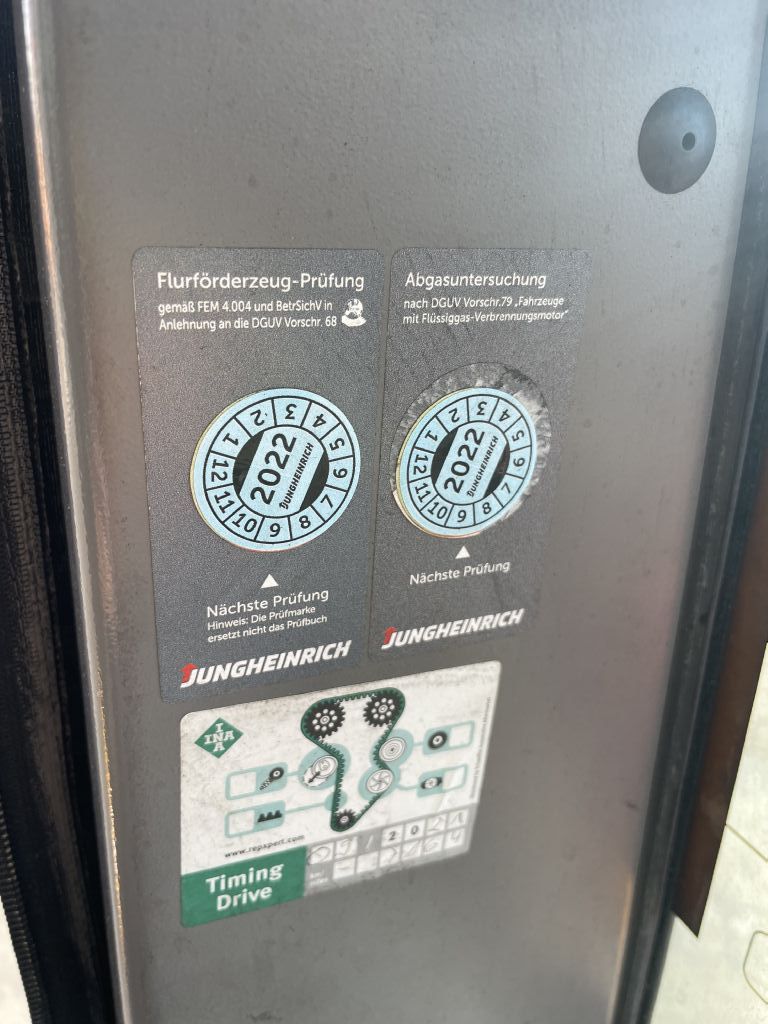 Flurförderzeug-Prüfung
gemäß FEM 4.004 und BetrSichV in
Anlehnung an die DGUV Vorschr. 68
1 2 3 4 5 6 7 8 9 10 11 12
2022
JUNGHEINRICH
Nächste Prüfung
Hinweis: Die Prüfmarke
ersetzt nicht das Prüfbuch
JUNGHEINRICH
Abgasuntersuchung
nach DGUV Vorschr.79 „Fahrzeuge
mit Flüssiggas-Verbrennungsmotor"
1 2 3 4 5 6 7 8 9 10 11 12
2022
JUNGHEINRICH
Nächste Prüfung
JUNGHEINRICH
INA
www.repxpert.com
Timing
Drive
09/2021
km/
miles